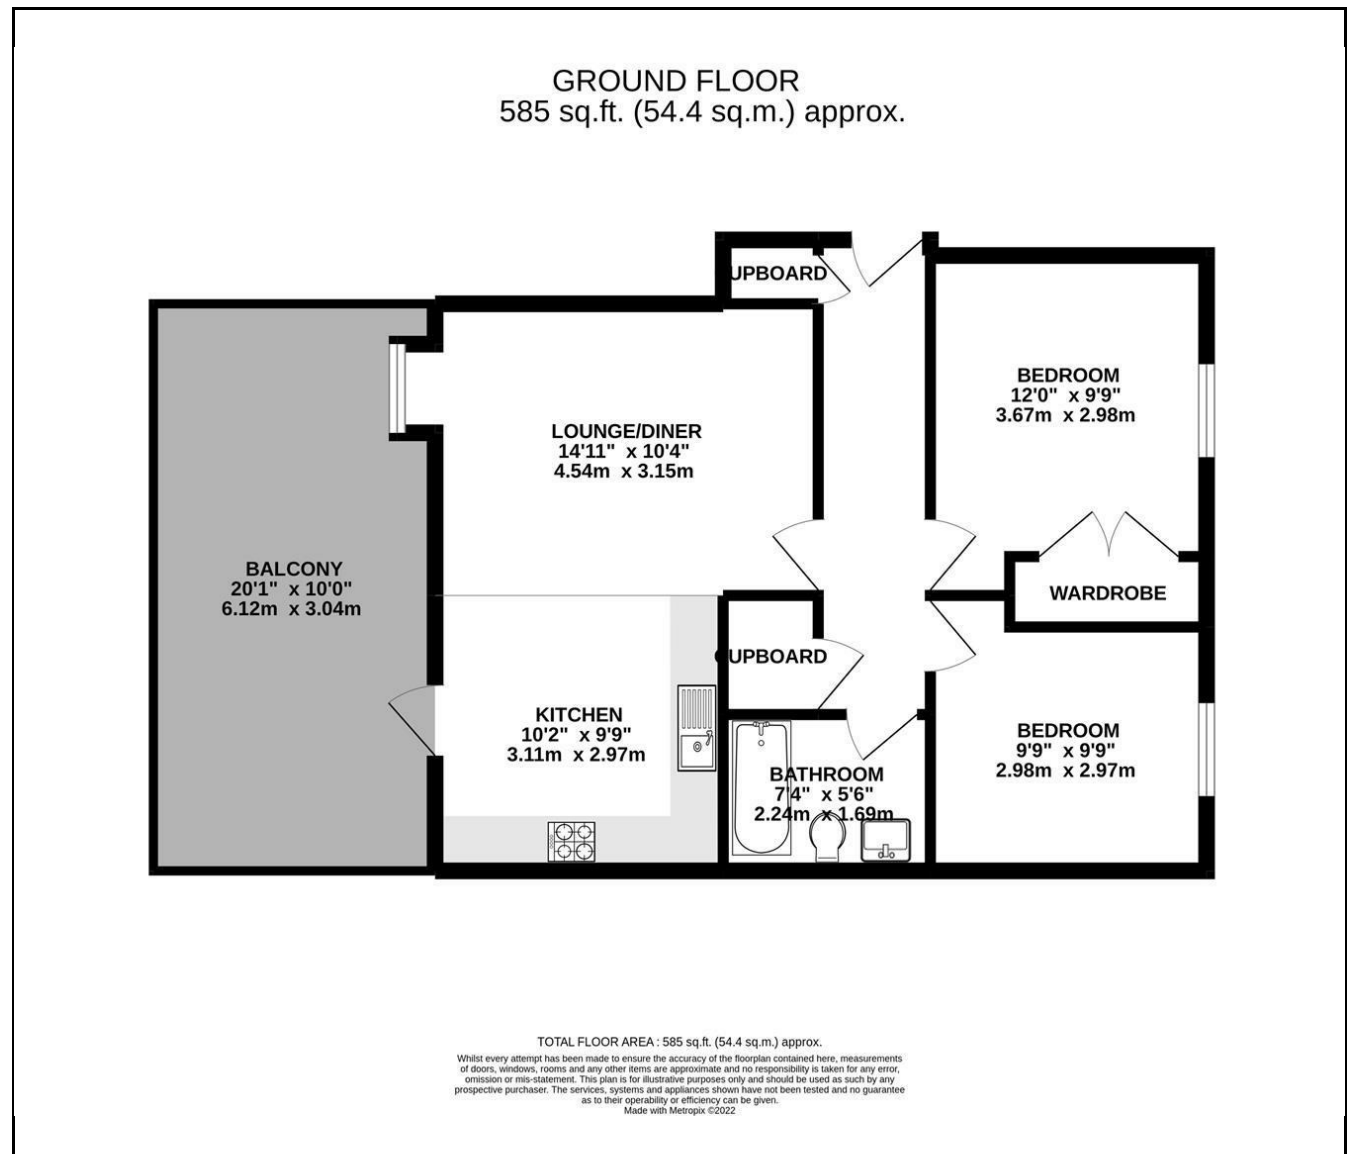 GROUND FLOOR
585 sq.ft. (54.4 sq.m.) approx.
UPBOARD
BEDROOM
12'0" x 9'9"
3.67m x 2.98m
LOUNGE/DINER
14'11" x 10'4"
4.54m x 3.15m
BALCONY
20'1" x 10'0"
6.12m x 3.04m
WARDROBE
CUPBOARD
KITCHEN
10'2" x 9'9"
3.11m x 2.97m
BEDROOM
9'9" x 9'9"
2.98m x 2.97m
BATHROOM
7'4" x 5'6"
2.24m x 1.69m
TOTAL FLOOR AREA : 585 sq.ft. (54.4 sq.m.) approx.
Whilst every attempt has been made to ensure the accuracy of the floorplan contained here, measurements
of doors, windows, rooms and any other items are approximate and no responsibility is taken for any error,
omission or mis-statement. This plan is for illustrative purposes only and should be used as such by any
prospective purchaser. The services, systems and appliances shown have not been tested and no guarantee
as to their operability or efficiency can be given.
Made with Metropix ©2022